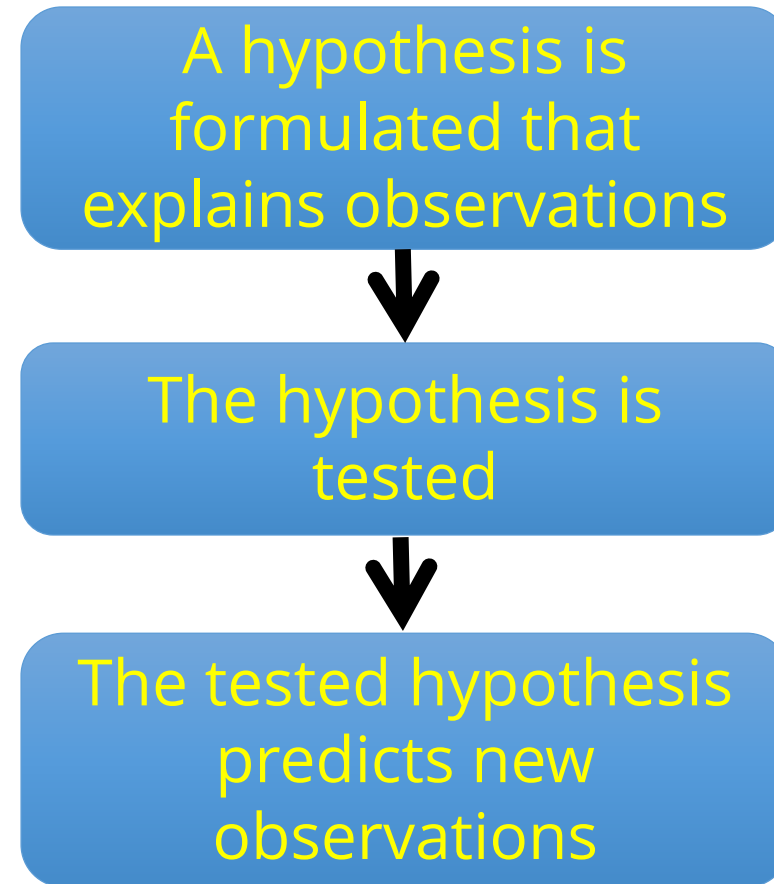 A hypothesis is
formulated that
explains observations
The hypothesis is
tested
The tested hypothesis
predicts new
observations